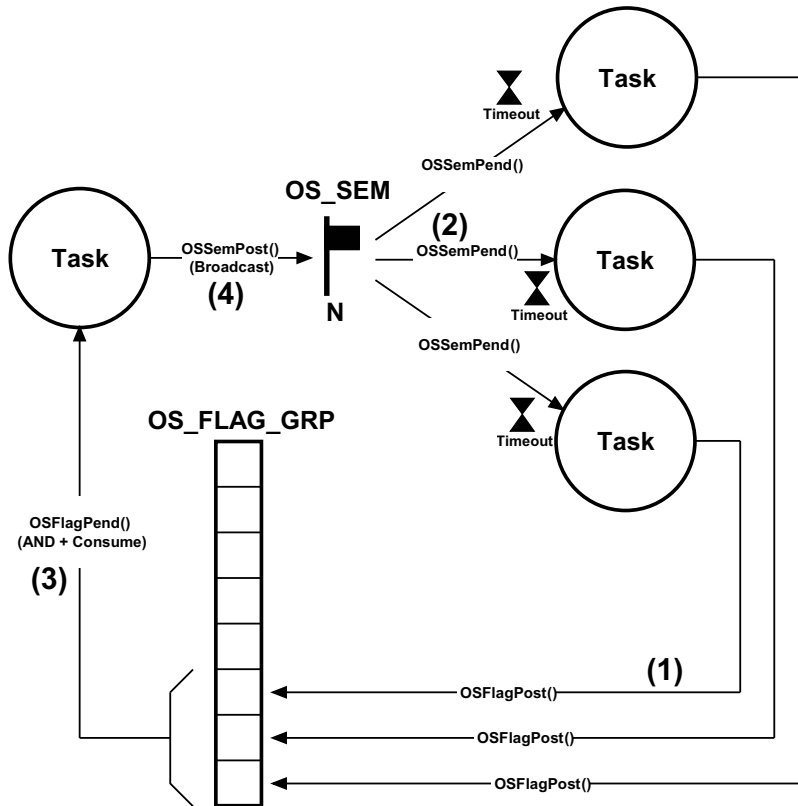 Task
Timeout
OSSemPend()
OS_SEM
(2)
Task
OSSemPost()
(Broadcast)
(4)
OSSemPend()
Task
Timeout
N
OSSemPend()
Timeout
Task
OS_FLAG_GRP
OSFlagPend()
(AND + Consume)
(3)
(1)
OSFlagPost()
OSFlagPost()
OSFlagPost()